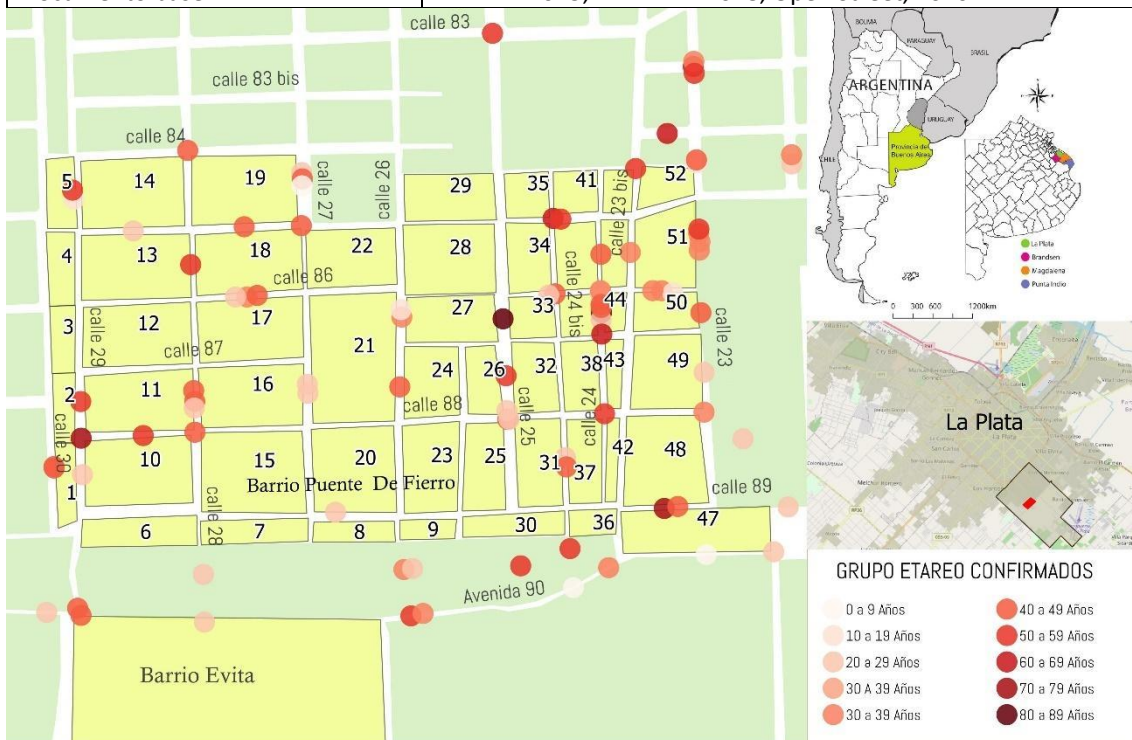 calle 83
calle 83 bis
calle 84
calle 27
calle 26
calle 23 bis
5
14
19
29
35
41
52
4
13
18
22
28
34
51
calle 86
calle 24 bis
3
12
17
21
27
33
44
50
calle 29
calle 87
calle 23
2
11
16
24
26
32
38
43
49
calle 88
calle 25
calle 24
calle 30
1
10
15
20
23
25
31
37
42
48
Barrio Puente De Fierro
calle 28
calle 89
6
7
8
9
30
36
47
Avenida 90
Barrio Evita
BOLIVIA
PARAGUAY
BRASIL
ARGENTINA
URUGUAY
CHILE
Provincia de
Buenos Aires
La Plata
Brandsen
Magdalena
Punta Indio
0 300 600 1200km
La Plata
GRUPO ETAREO CONFIRMADOS
0 a 9 Años
10 a 19 Años
20 a 29 Años
30 A 39 Años
30 a 39 Años
40 a 49 Años
50 a 59 Años
60 a 69 Años
70 a 79 Años
80 a 89 Años